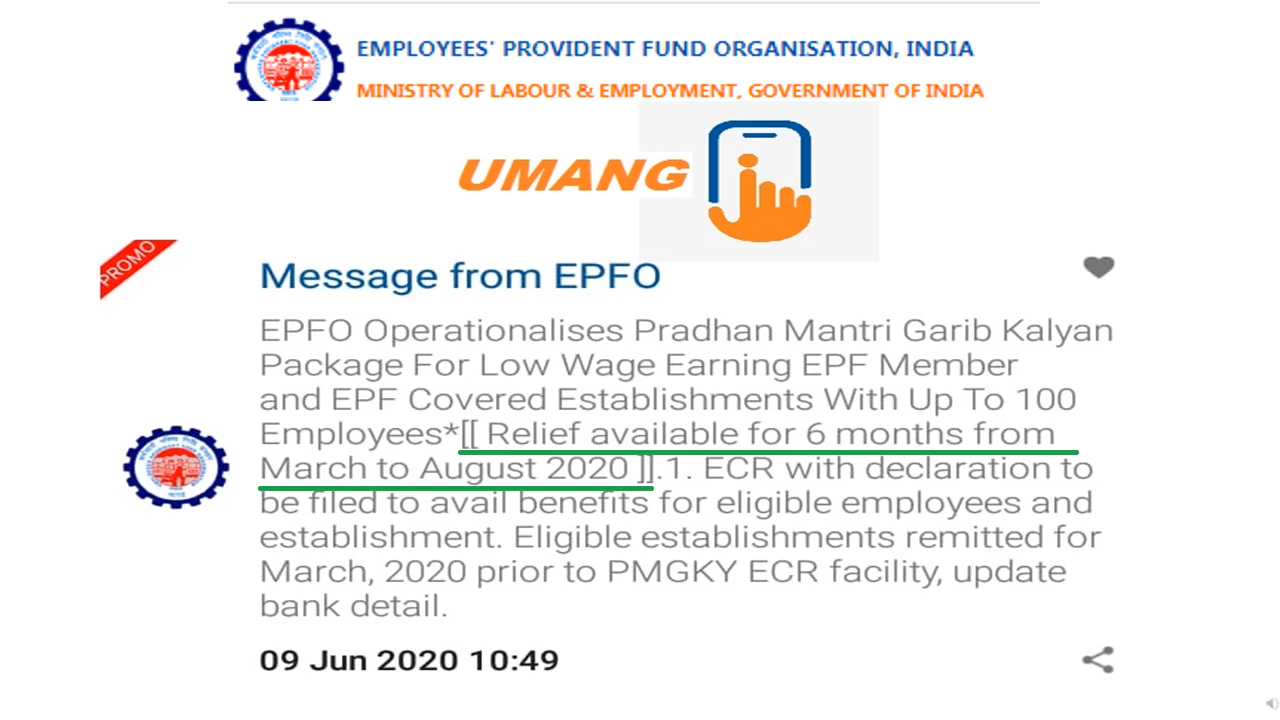 EMPLOYEES' PROVIDENT FUND ORGANISATION, INDIA
MINISTRY OF LABOUR & EMPLOYMENT, GOVERNMENT OF INDIA
UMANG
PROMO
Message from EPFO
EPFO Operationalises Pradhan Mantri Garib Kalyan
Package For Low Wage Earning EPF Member
and EPF Covered Establishments With Up To 100
Employees*[[ Relief available for 6 months from
March to August 2020 ]].1. ECR with declaration to
be filed to avail benefits for eligible employees and
establishment. Eligible establishments remitted for
March, 2020 prior to PMGKY ECR facility, update
bank detail.
09 Jun 2020 10:49